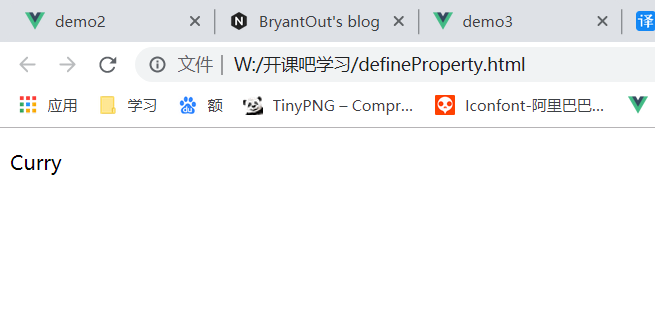 demo2 BryantOut's blog demo3 译
文件 | W:/开课吧学习/defineProperty.html
应用 学习 额 TinyPNG – Compr... Iconfont-阿里巴巴...
Curry